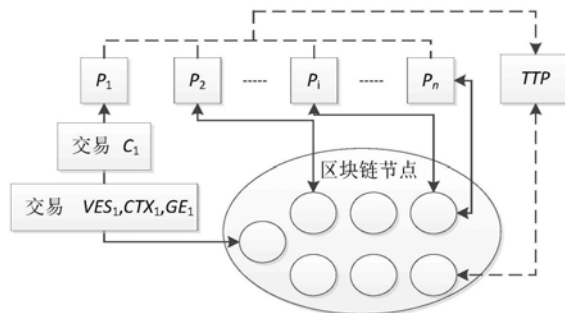 P1 P2 ----- Pi ----- Pn TTP
交易 C1
区块链节点
交易 VES1,CTX1,GE1